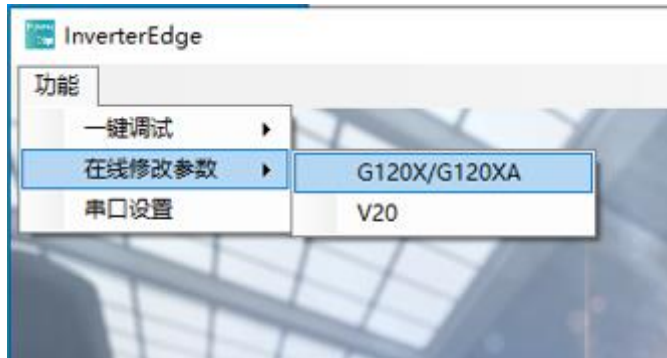 InverterEdge
功能
一键调试
在线修改参数
G120X/G120XA
串口设置
V20